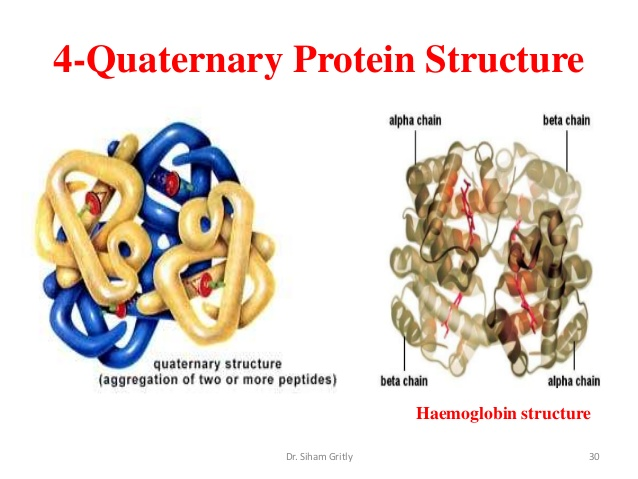 4-Quaternary Protein Structure
alpha chain
beta chain
quaternary structure
(aggregation of two or more peptides)
beta chain
alpha chain
Haemoglobin structure
Dr. Siham Gritly
30